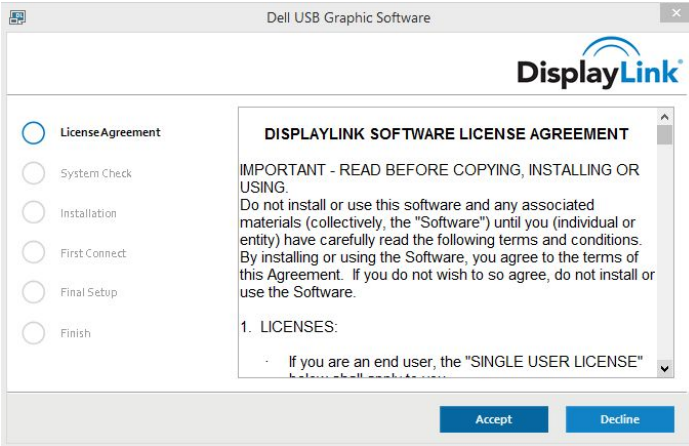 Dell USB Graphic Software
DisplayLink
License Agreement
System Check
Installation
First Connect
Final Setup
Finish
DISPLAYLINK SOFTWARE LICENSE AGREEMENT
IMPORTANT - READ BEFORE COPYING, INSTALLING OR
USING.
Do not install or use this software and any associated
materials (collectively, the "Software") until you (individual or
entity) have carefully read the following terms and conditions.
By installing or using the Software, you agree to the terms of
this Agreement.  If you do not wish to so agree, do not install or
use the Software.
1.  LICENSES:
· If you are an end user, the "SINGLE USER LICENSE"
Accept
Decline